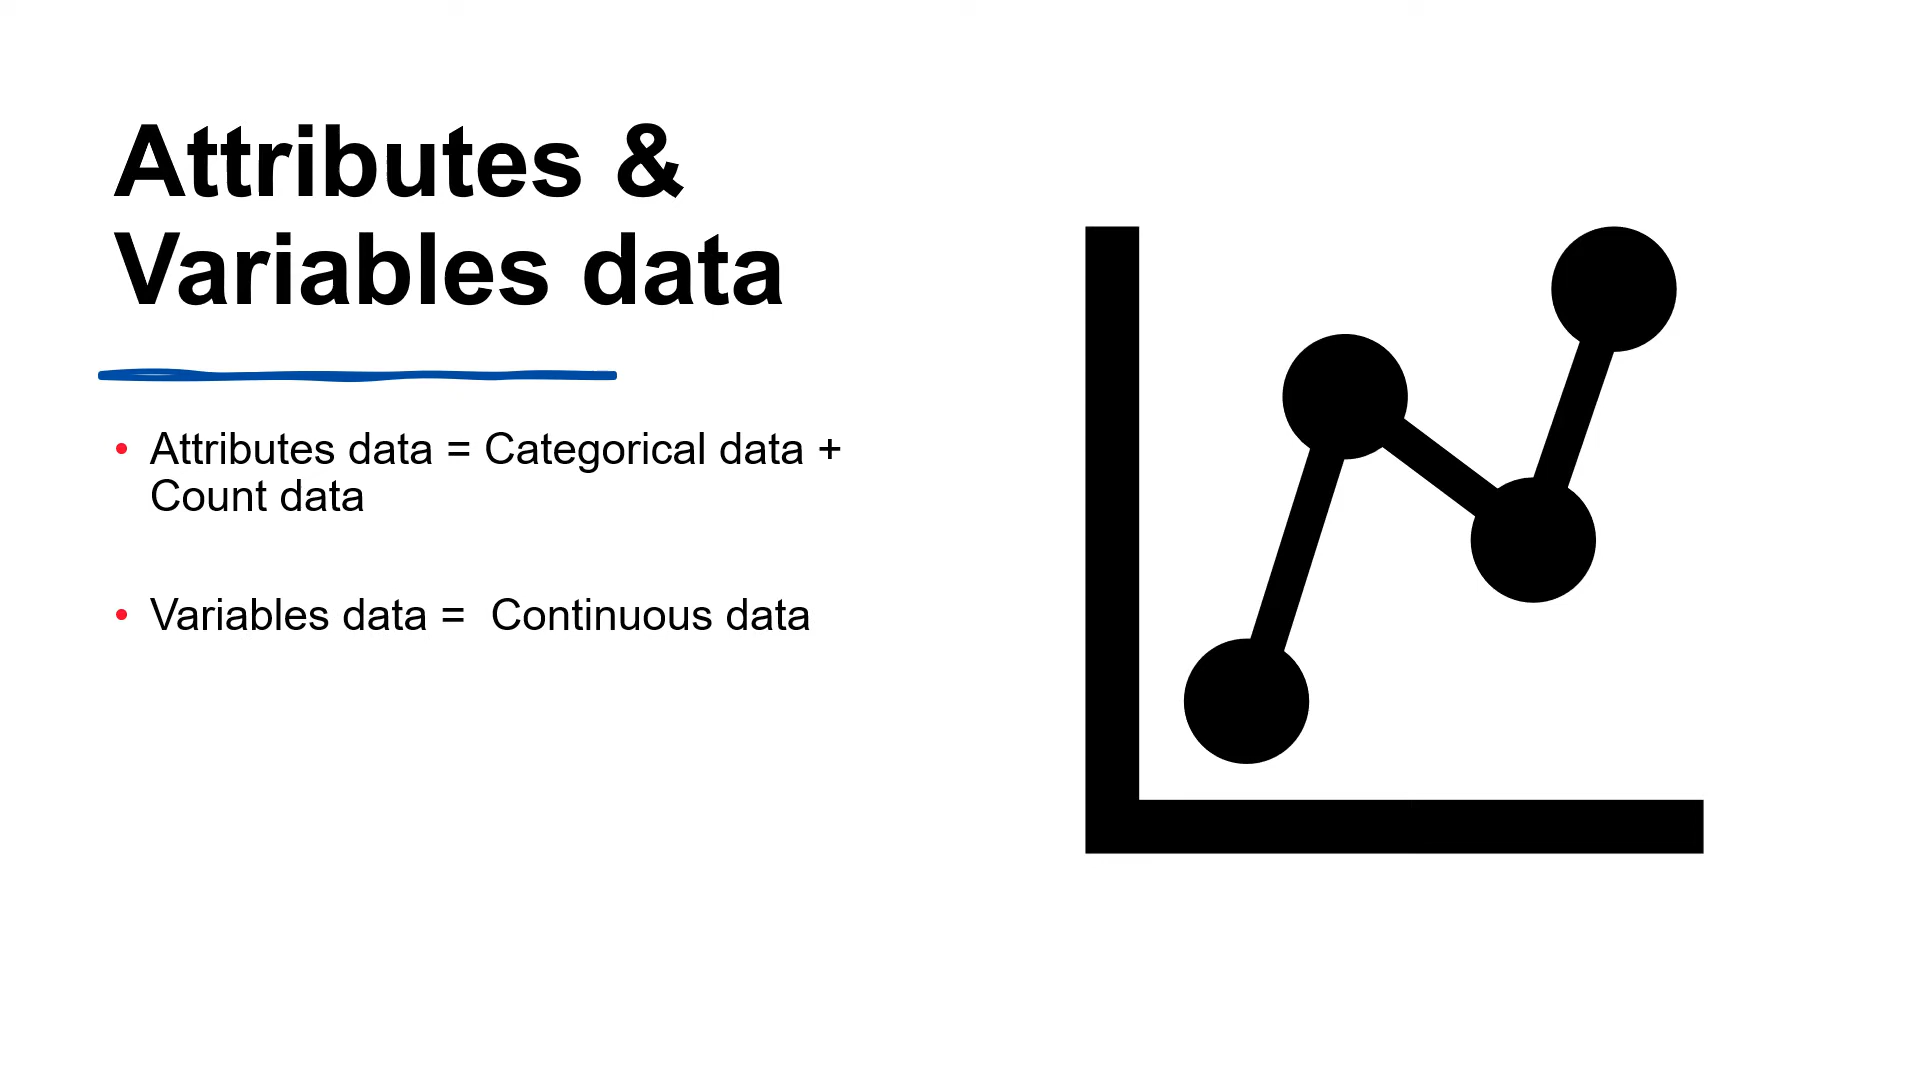 Attributes &
Variables data
• Attributes data = Categorical data +
Count data
• Variables data =  Continuous data